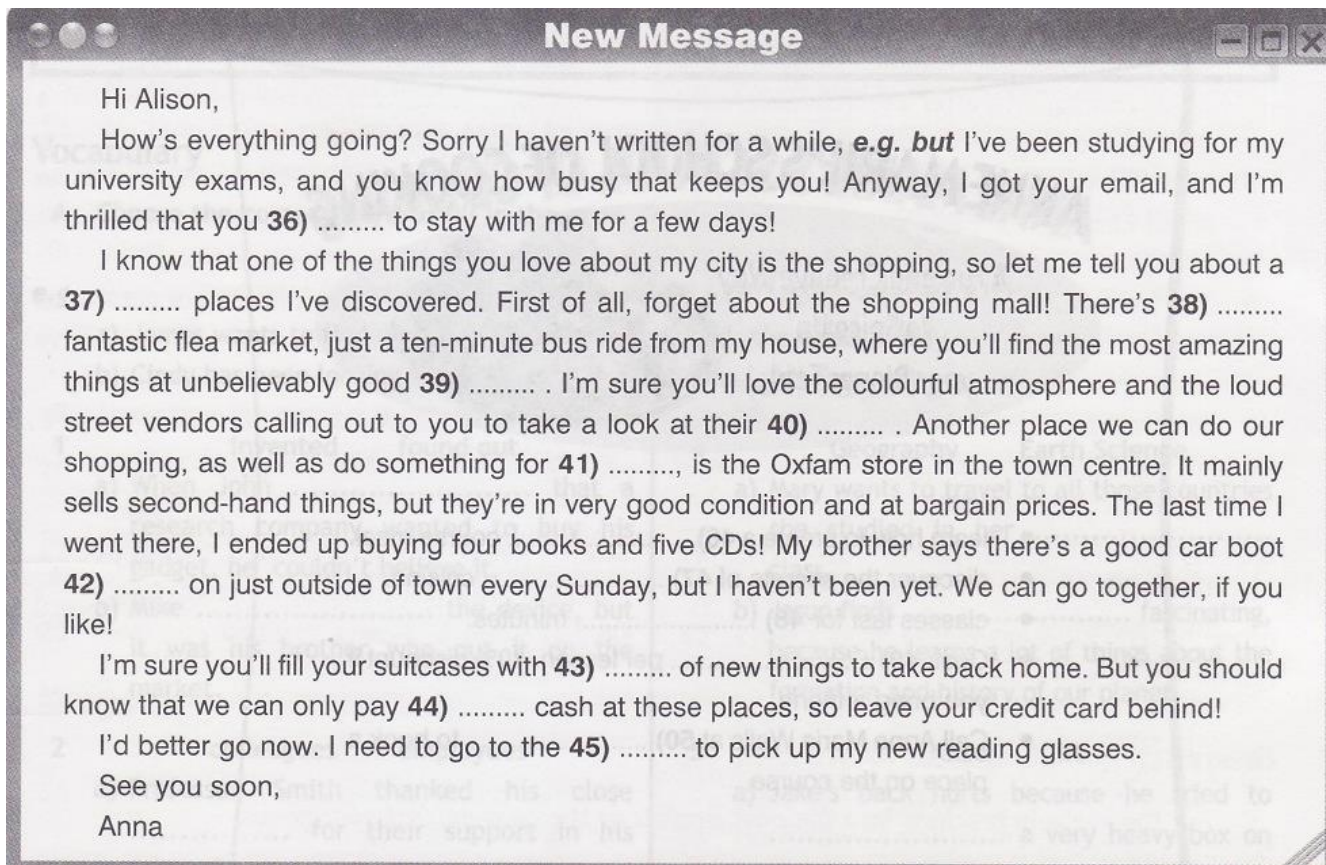 New Message
Hi Alison,
How's everything going? Sorry I haven't written for a while, e.g. but I've been studying for my
university exams, and you know how busy that keeps you! Anyway, I got your email, and I'm
thrilled that you 36) ......... to stay with me for a few days!
I know that one of the things you love about my city is the shopping, so let me tell you about a
37) ......... places I've discovered. First of all, forget about the shopping mall! There's 38) .........
fantastic flea market, just a ten-minute bus ride from my house, where you'll find the most amazing
things at unbelievably good 39) ......... . I'm sure you'll love the colourful atmosphere and the loud
street vendors calling out to you to take a look at their 40) ......... . Another place we can do our
shopping, as well as do something for 41) ........., is the Oxfam store in the town centre. It mainly
sells second-hand things, but they're in very good condition and at bargain prices. The last time I
went there, I ended up buying four books and five CDs! My brother says there's a good car boot
42) ......... on just outside of town every Sunday, but I haven't been yet. We can go together, if you
like!
I'm sure you'll fill your suitcases with 43) ......... of new things to take back home. But you should
know that we can only pay 44) ......... cash at these places, so leave your credit card behind!
I'd better go now. I need to go to the 45) ......... to pick up my new reading glasses.
See you soon,
Anna